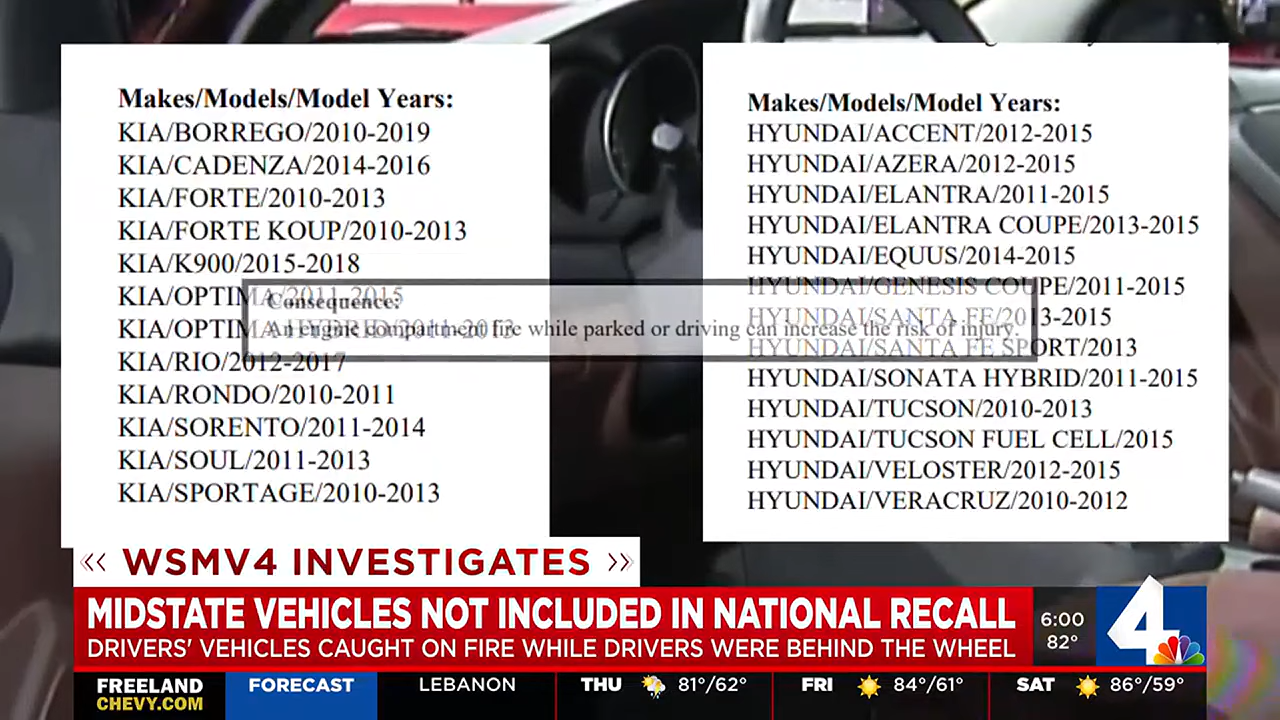 Makes/Models/Model Years:
KIA/BORREGO/2010-2019
KIA/CADENZA/2014-2016
KIA/FORTE/2010-2013
KIA/FORTE KOUP/2010-2013
KIA/K900/2015-2018
KIA/OPTIMA/2011-2015
KIA/OPTIMA HYBRID/2011-2013
KIA/RIO/2012-2017
KIA/RONDO/2010-2011
KIA/SORENTO/2011-2014
KIA/SOUL/2011-2013
KIA/SPORTAGE/2010-2013
Makes/Models/Model Years:
HYUNDAI/ACCENT/2012-2015
HYUNDAI/AZERA/2012-2015
HYUNDAI/ELANTRA/2011-2015
HYUNDAI/ELANTRA COUPE/2013-2015
HYUNDAI/EQUUS/2014-2015
HYUNDAI/GENESIS COUPE/2011-2015
HYUNDAI/SANTA FE/2013-2015
HYUNDAI/SANTA FE SPORT/2013
HYUNDAI/SONATA HYBRID/2011-2015
HYUNDAI/TUCSON/2010-2013
HYUNDAI/TUCSON FUEL CELL/2015
HYUNDAI/VELOSTER/2012-2015
HYUNDAI/VERACRUZ/2010-2012
Consequence:
An engine compartment fire while parked or driving can increase the risk of injury.
« WSMV4 INVESTIGATES »
MIDSTATE VEHICLES NOT INCLUDED IN NATIONAL RECALL
DRIVERS' VEHICLES CAUGHT ON FIRE WHILE DRIVERS WERE BEHIND THE WHEEL
6:00
82°
4
FREELAND
CHEVY.COM
FORECAST
LEBANON
THU 81°/62°
FRI 84°/61°
SAT 86°/59°